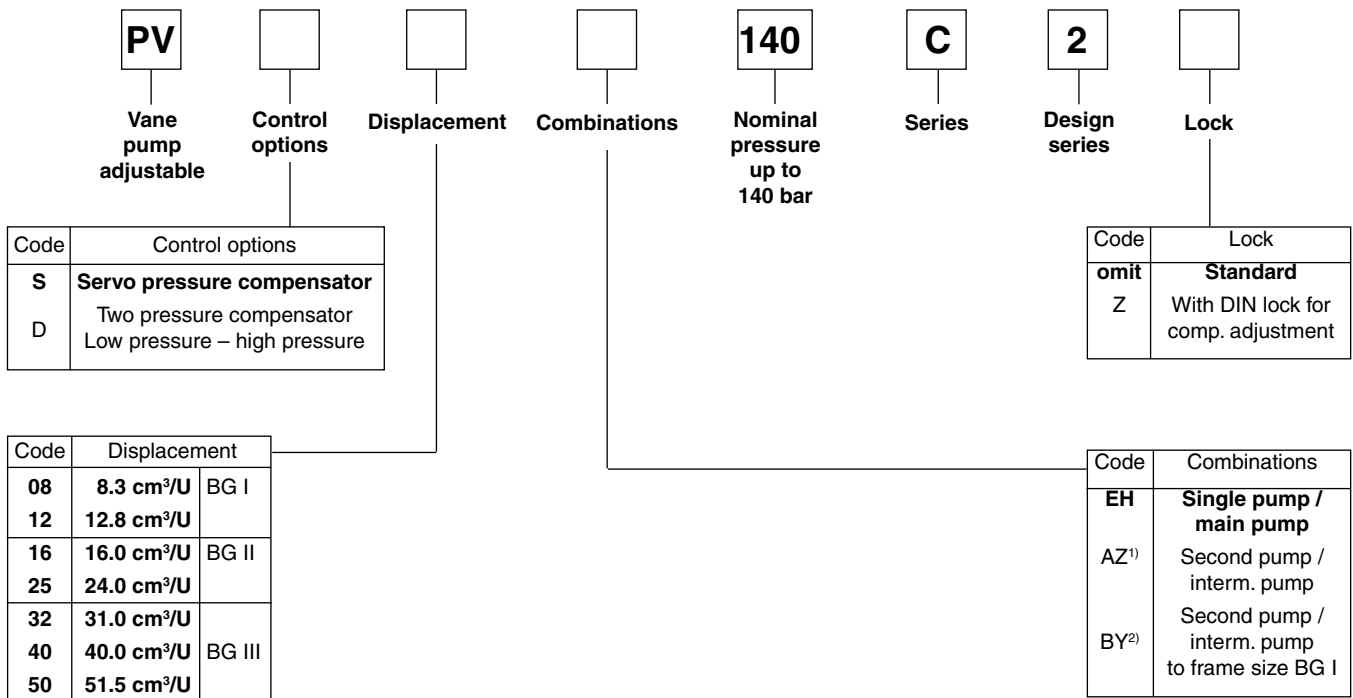 PV 140 C 2
Vane pump adjustable
Control options
Displacement
Combinations
Nominal pressure up to 140 bar
Series
Design series
Lock
Code Control options
S Servo pressure compensator
D Two pressure compensator
Low pressure – high pressure
Code Lock
omit Standard
Z With DIN lock for
comp. adjustment
Code Displacement
08 8.3 cm³/U BG I
12 12.8 cm³/U
16 16.0 cm³/U BG II
25 24.0 cm³/U
32 31.0 cm³/U
40 40.0 cm³/U BG III
50 51.5 cm³/U
Code Combinations
EH Single pump /
main pump
AZ¹⁾ Second pump /
interm. pump
BY²⁾ Second pump /
interm. pump
to frame size BG I